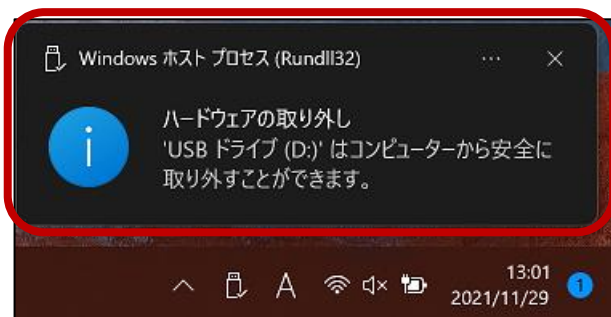 Windows ホスト プロセス (Rundll32)
ハードウェアの取り外し
'USB ドライブ (D:)' はコンピューターから安全に
取り外すことができます。
A
13:01
2021/11/29
1